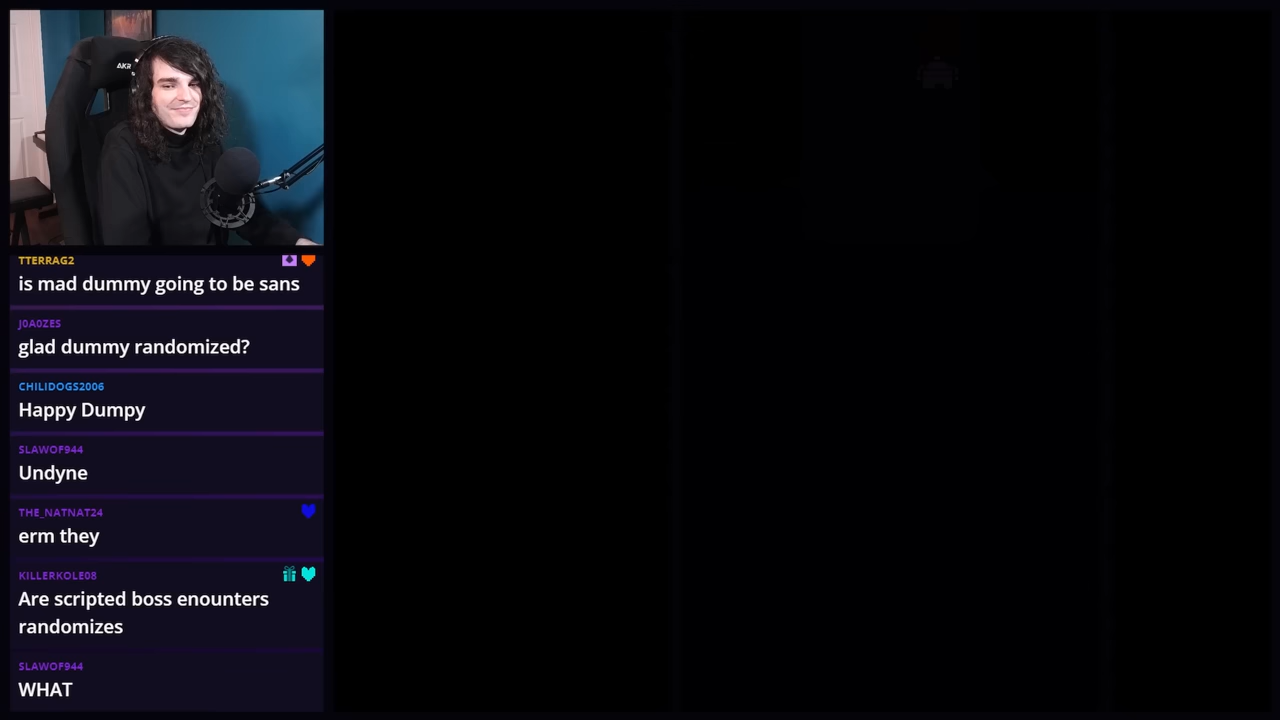 AKR
TTERRAG2
is mad dummy going to be sans
J0A0ZES
glad dummy randomized?
CHILIDOGS2006
Happy Dumpy
SLAWOF944
Undyne
THE_NATNAT24
erm they
KILLERKOLE08
Are scripted boss enounters
randomizes
SLAWOF944
WHAT